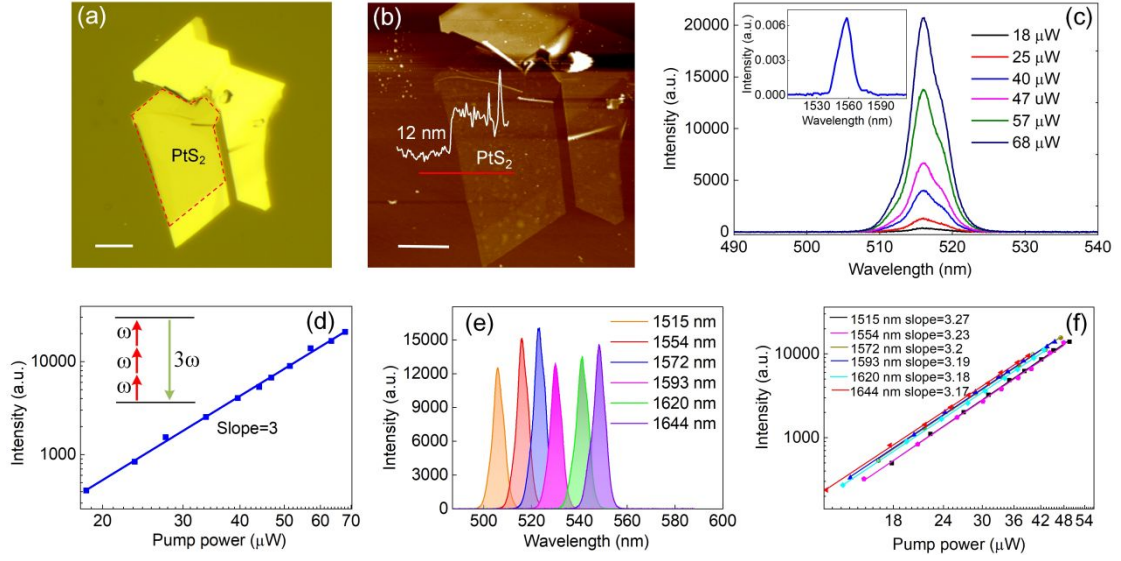 (a)
PtS2
(b)
12 nm
PtS2
(c)
Intensity (a.u.)
20000
15000
10000
5000
0
490
500
510
520
530
540
Wavelength (nm)
Intensity (a.u.)
0.006
0.003
0.000
1530
1560
1590
Wavelength (nm)
18 μW
25 μW
40 μW
47 uW
57 μW
68 μW
(d)
Intensity (a.u.)
10000
1000
ω
ω
ω
3ω
Slope=3
20
30
40
50
60
70
Pump power (μW)
(e)
Intensity (a.u.)
15000
12000
9000
6000
3000
0
500
520
540
560
580
600
Wavelength (nm)
1515 nm
1554 nm
1572 nm
1593 nm
1620 nm
1644 nm
(f)
Intensity (a.u.)
10000
1000
1515 nm slope=3.27
1554 nm slope=3.23
1572 nm slope=3.2
1593 nm slope=3.19
1620 nm slope=3.18
1644 nm slope=3.17
18
24
30
36
42
48
54
Pump power (μW)